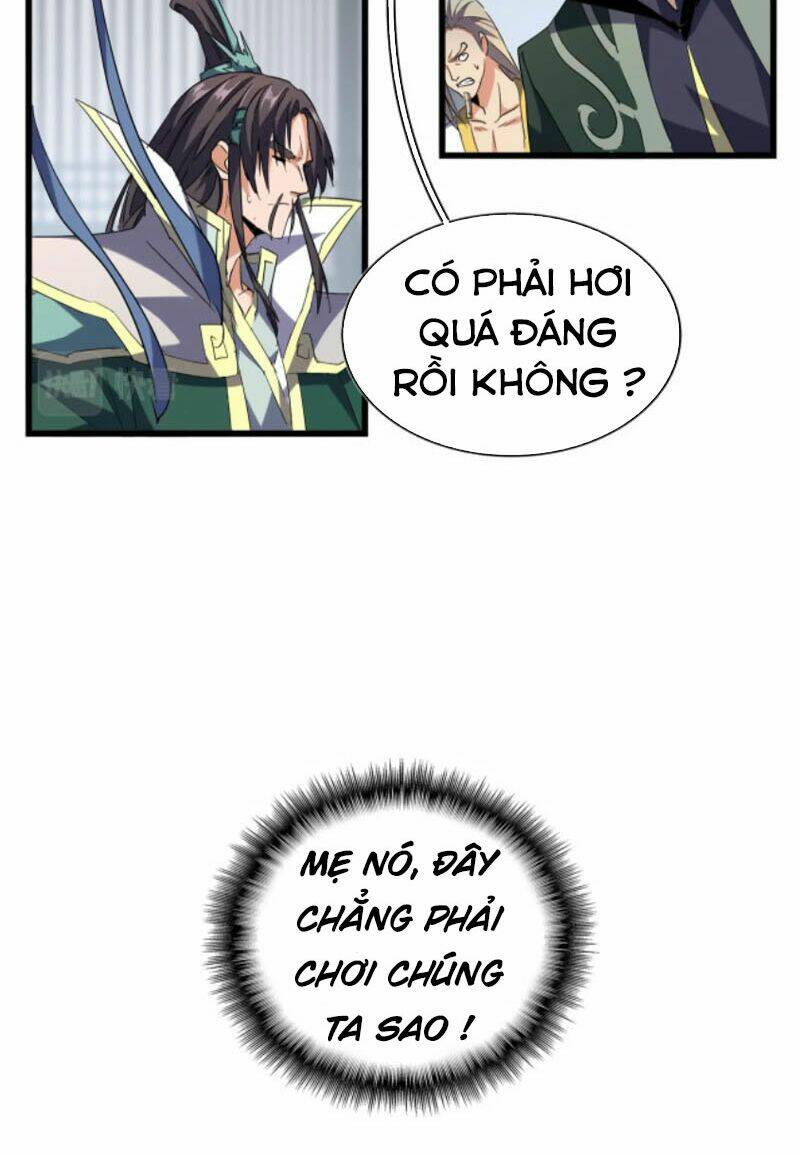 CÓ PHẢI HƠI
QUÁ ĐÁNG
RỒI KHÔNG ?
MẸ NÓ, ĐÂY
CHẲNG PHẢI
CHƠI CHÚNG
TA SAO !